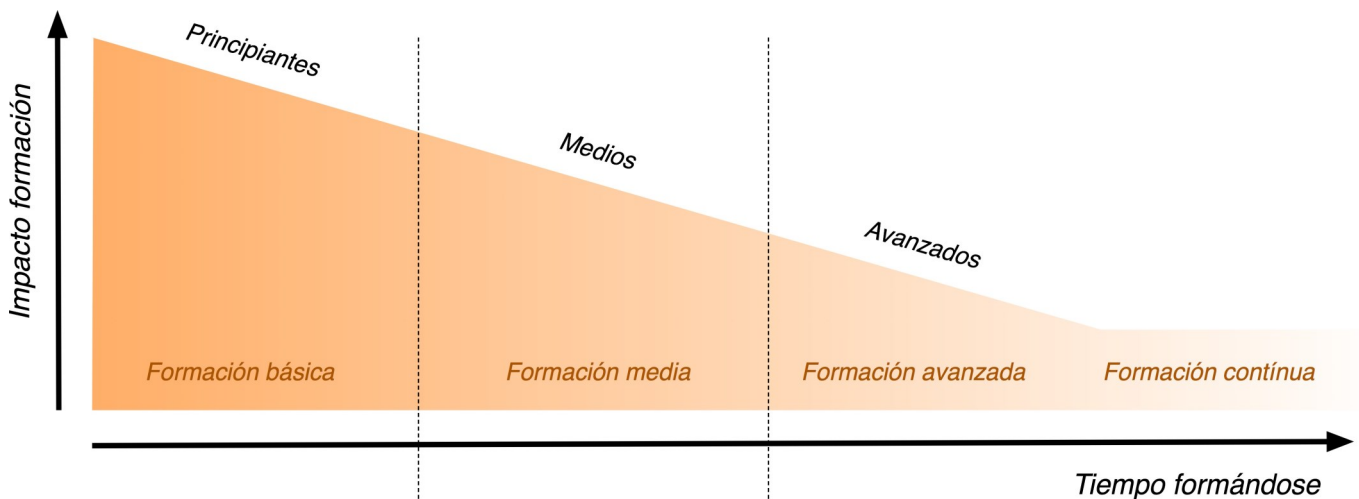 Principiantes
Medios
Avanzados
Impacto formación
Formación básica
Formación media
Formación avanzada
Formación contínua
Tiempo formándose